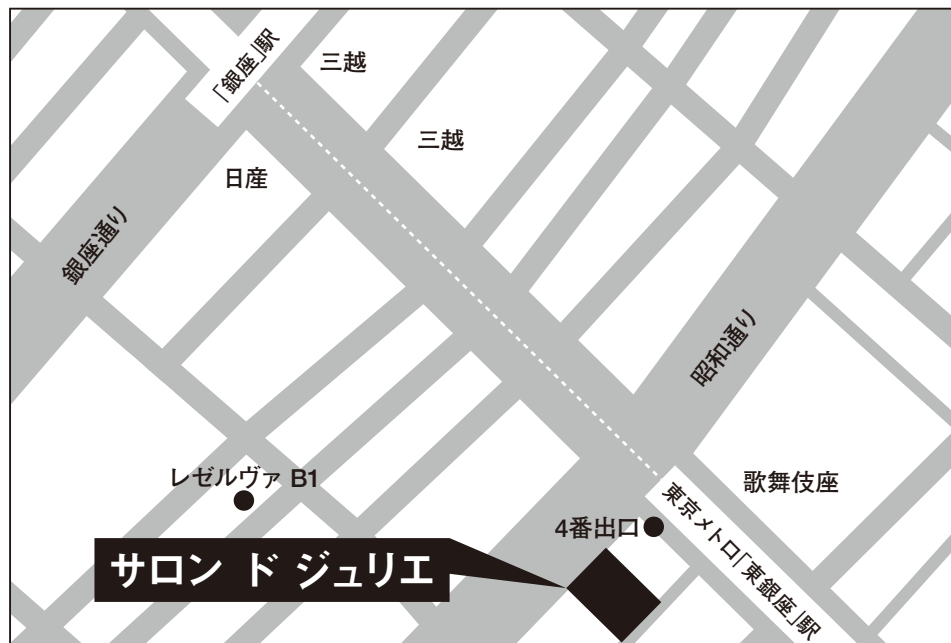 「銀座」駅
三越
三越
日産
銀座通り
昭和通り
レゼルヴァ B1
歌舞伎座
4番出口
東京メトロ「東銀座」駅
サロン ド ジュリエ